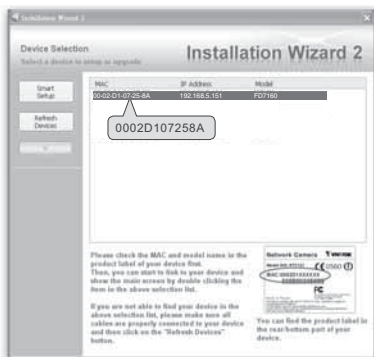 Installation Wizard 2
Device Selection
Select a device to setup or upgrade
Installation Wizard 2
Smart
Setup
Refresh
Devices
MAC IP Address Model
00-02-D1-07-25-8A 192.168.5.151 FD7160
0002D107258A
Please check the MAC and model name in the
product label of your device first.
Then, you can start to link to your device and
show the main screen by double clicking the
item in the above selection list.
If you are not able to find your device in the
above selection list, please make sure all
cables are properly connected to your device
and then click on the "Refresh Devices"
button.
Network Camera
0560
You can find the product label in
the rear/bottom part of your
device.